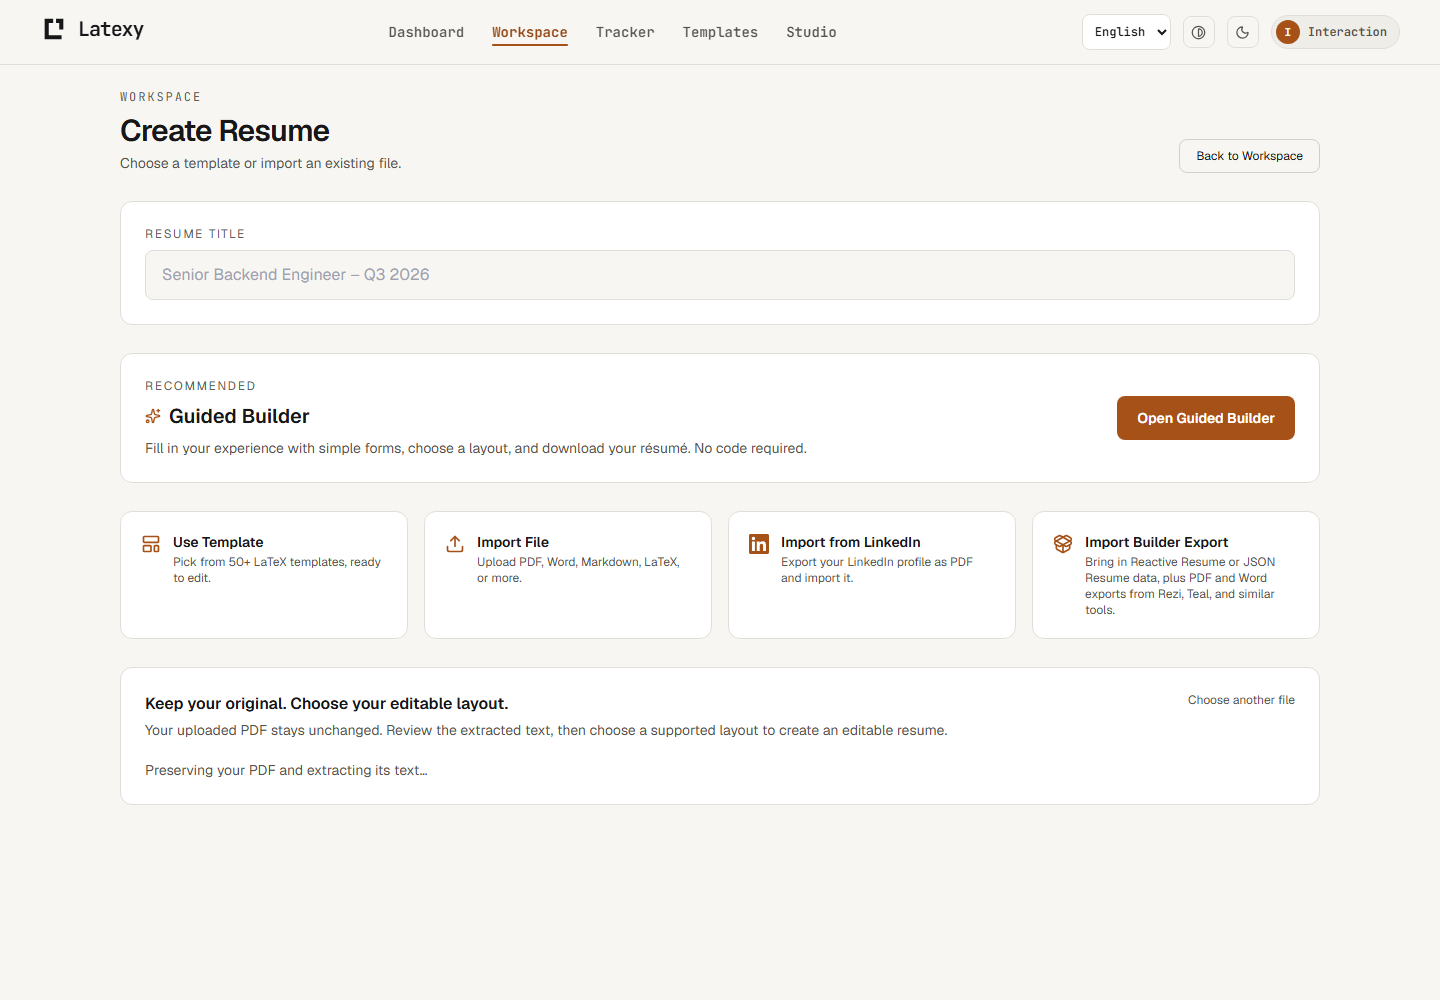 Latexy
Dashboard
Workspace
Tracker
Templates
Studio
English
I
Interaction
WORKSPACE
Create Resume
Choose a template or import an existing file.
Back to Workspace
RESUME TITLE
Senior Backend Engineer – Q3 2026
RECOMMENDED
Guided Builder
Fill in your experience with simple forms, choose a layout, and download your résumé. No code required.
Open Guided Builder
Use Template
Pick from 50+ LaTeX templates, ready
to edit.
Import File
Upload PDF, Word, Markdown, LaTeX,
or more.
Import from LinkedIn
Export your LinkedIn profile as PDF
and import it.
Import Builder Export
Bring in Reactive Resume or JSON
Resume data, plus PDF and Word
exports from Rezi, Teal, and similar
tools.
Keep your original. Choose your editable layout.
Choose another file
Your uploaded PDF stays unchanged. Review the extracted text, then choose a supported layout to create an editable resume.
Preserving your PDF and extracting its text…